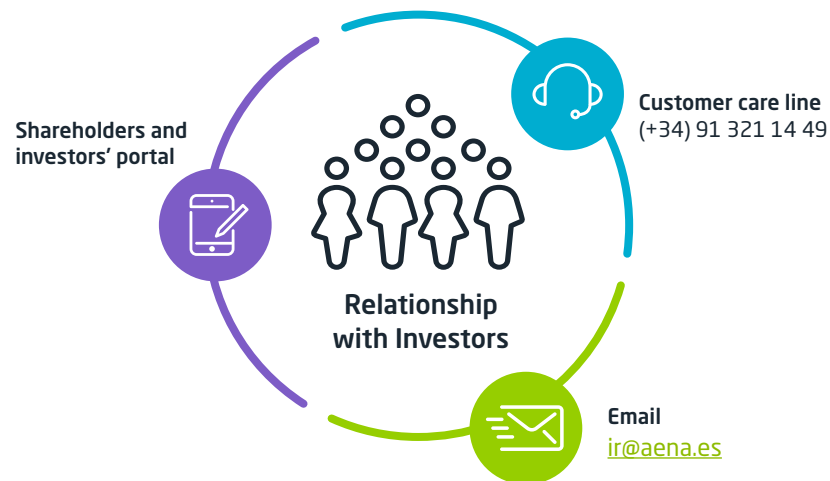 Shareholders and
investors’ portal
Customer care line
(+34) 91 321 14 49
Relationship
with Investors
Email
ir@aena.es